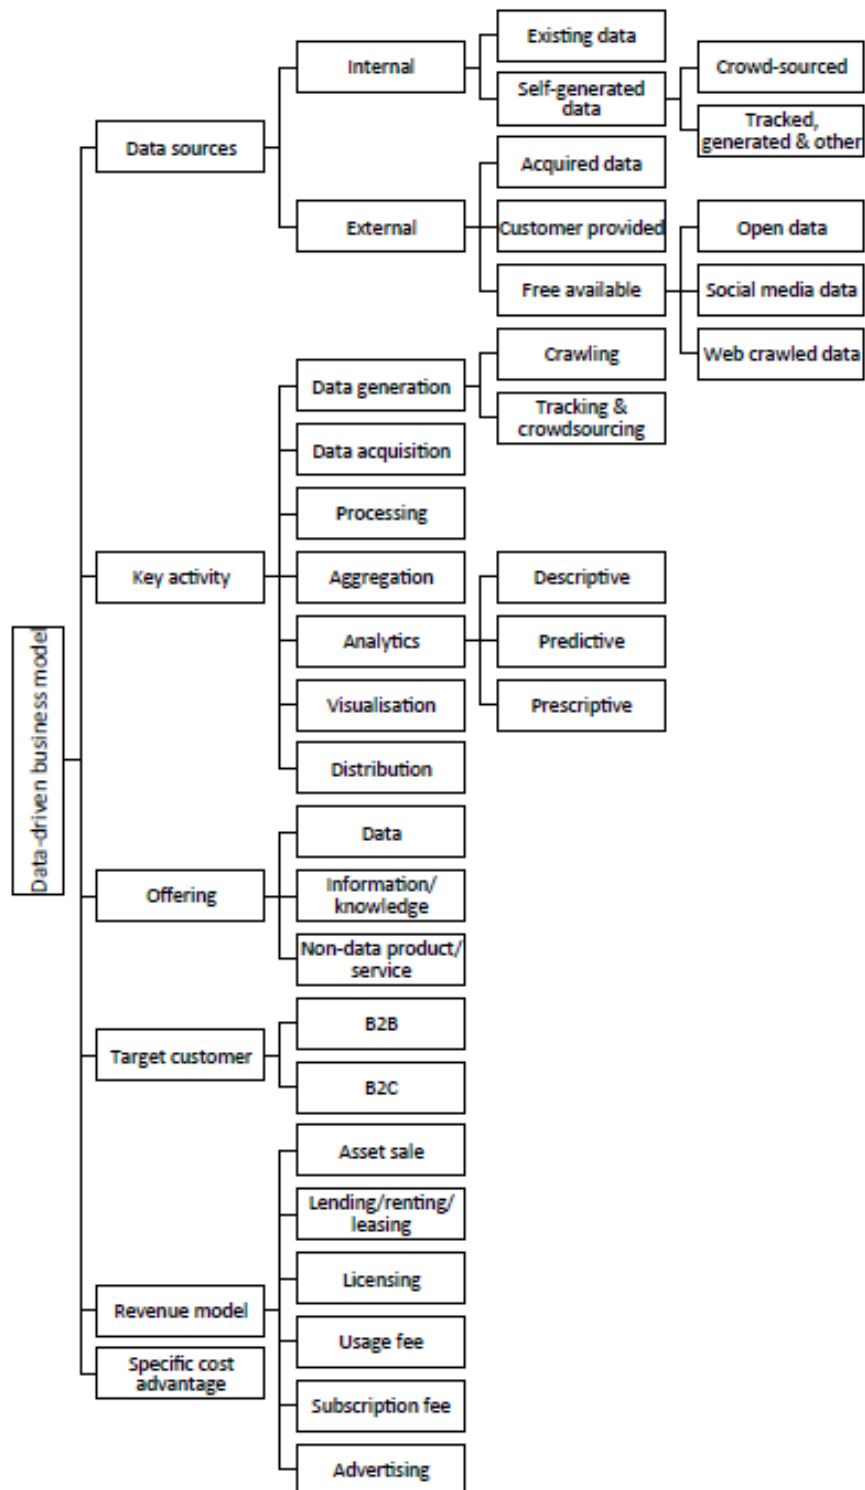 Data-driven business model
Data sources
Internal
Existing data
Self-generated
data
Crowd-sourced
Tracked,
generated & other
External
Acquired data
Customer provided
Free available
Open data
Social media data
Web crawled data
Key activity
Data generation
Crawling
Tracking &
crowdsourcing
Data acquisition
Processing
Aggregation
Analytics
Descriptive
Predictive
Prescriptive
Visualisation
Distribution
Offering
Data
Information/
knowledge
Non-data product/
service
Target customer
B2B
B2C
Revenue model
Asset sale
Lending/renting/
leasing
Licensing
Usage fee
Subscription fee
Advertising
Specific cost
advantage